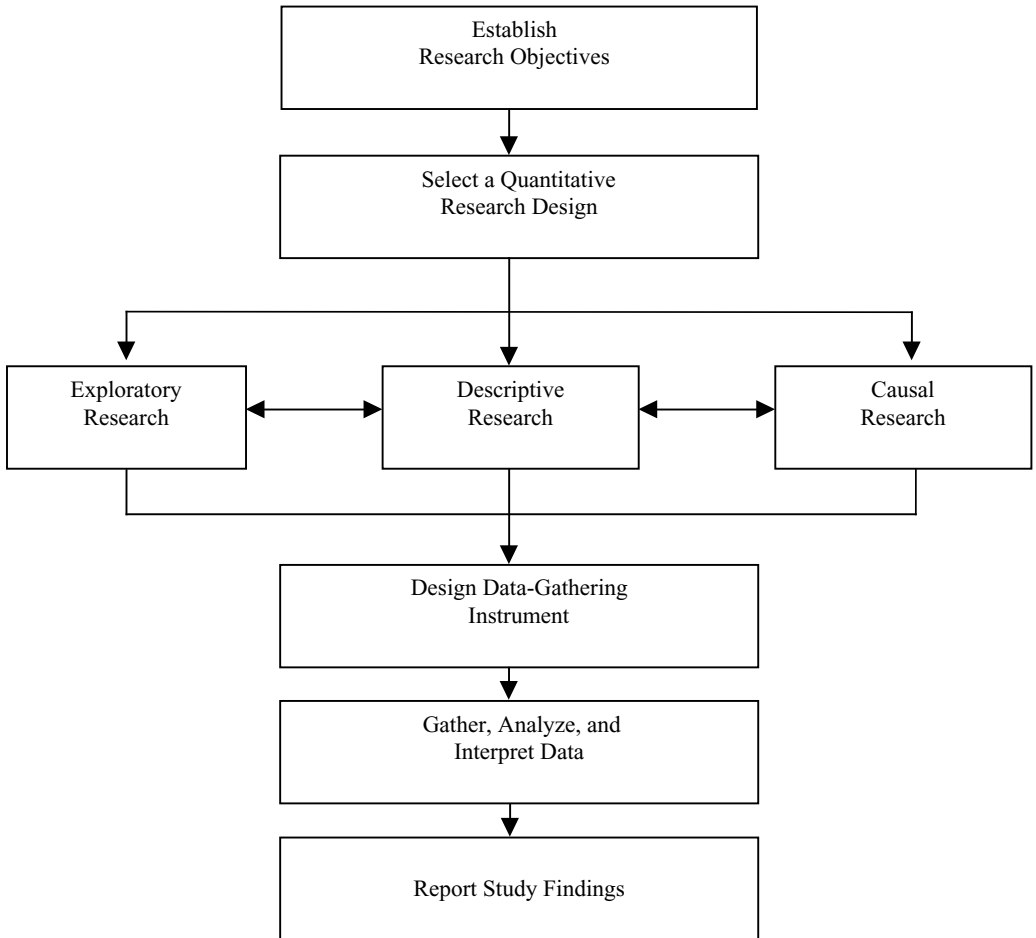 Establish
Research Objectives
Select a Quantitative
Research Design
Exploratory
Research
Descriptive
Research
Causal
Research
Design Data-Gathering
Instrument
Gather, Analyze, and
Interpret Data
Report Study Findings